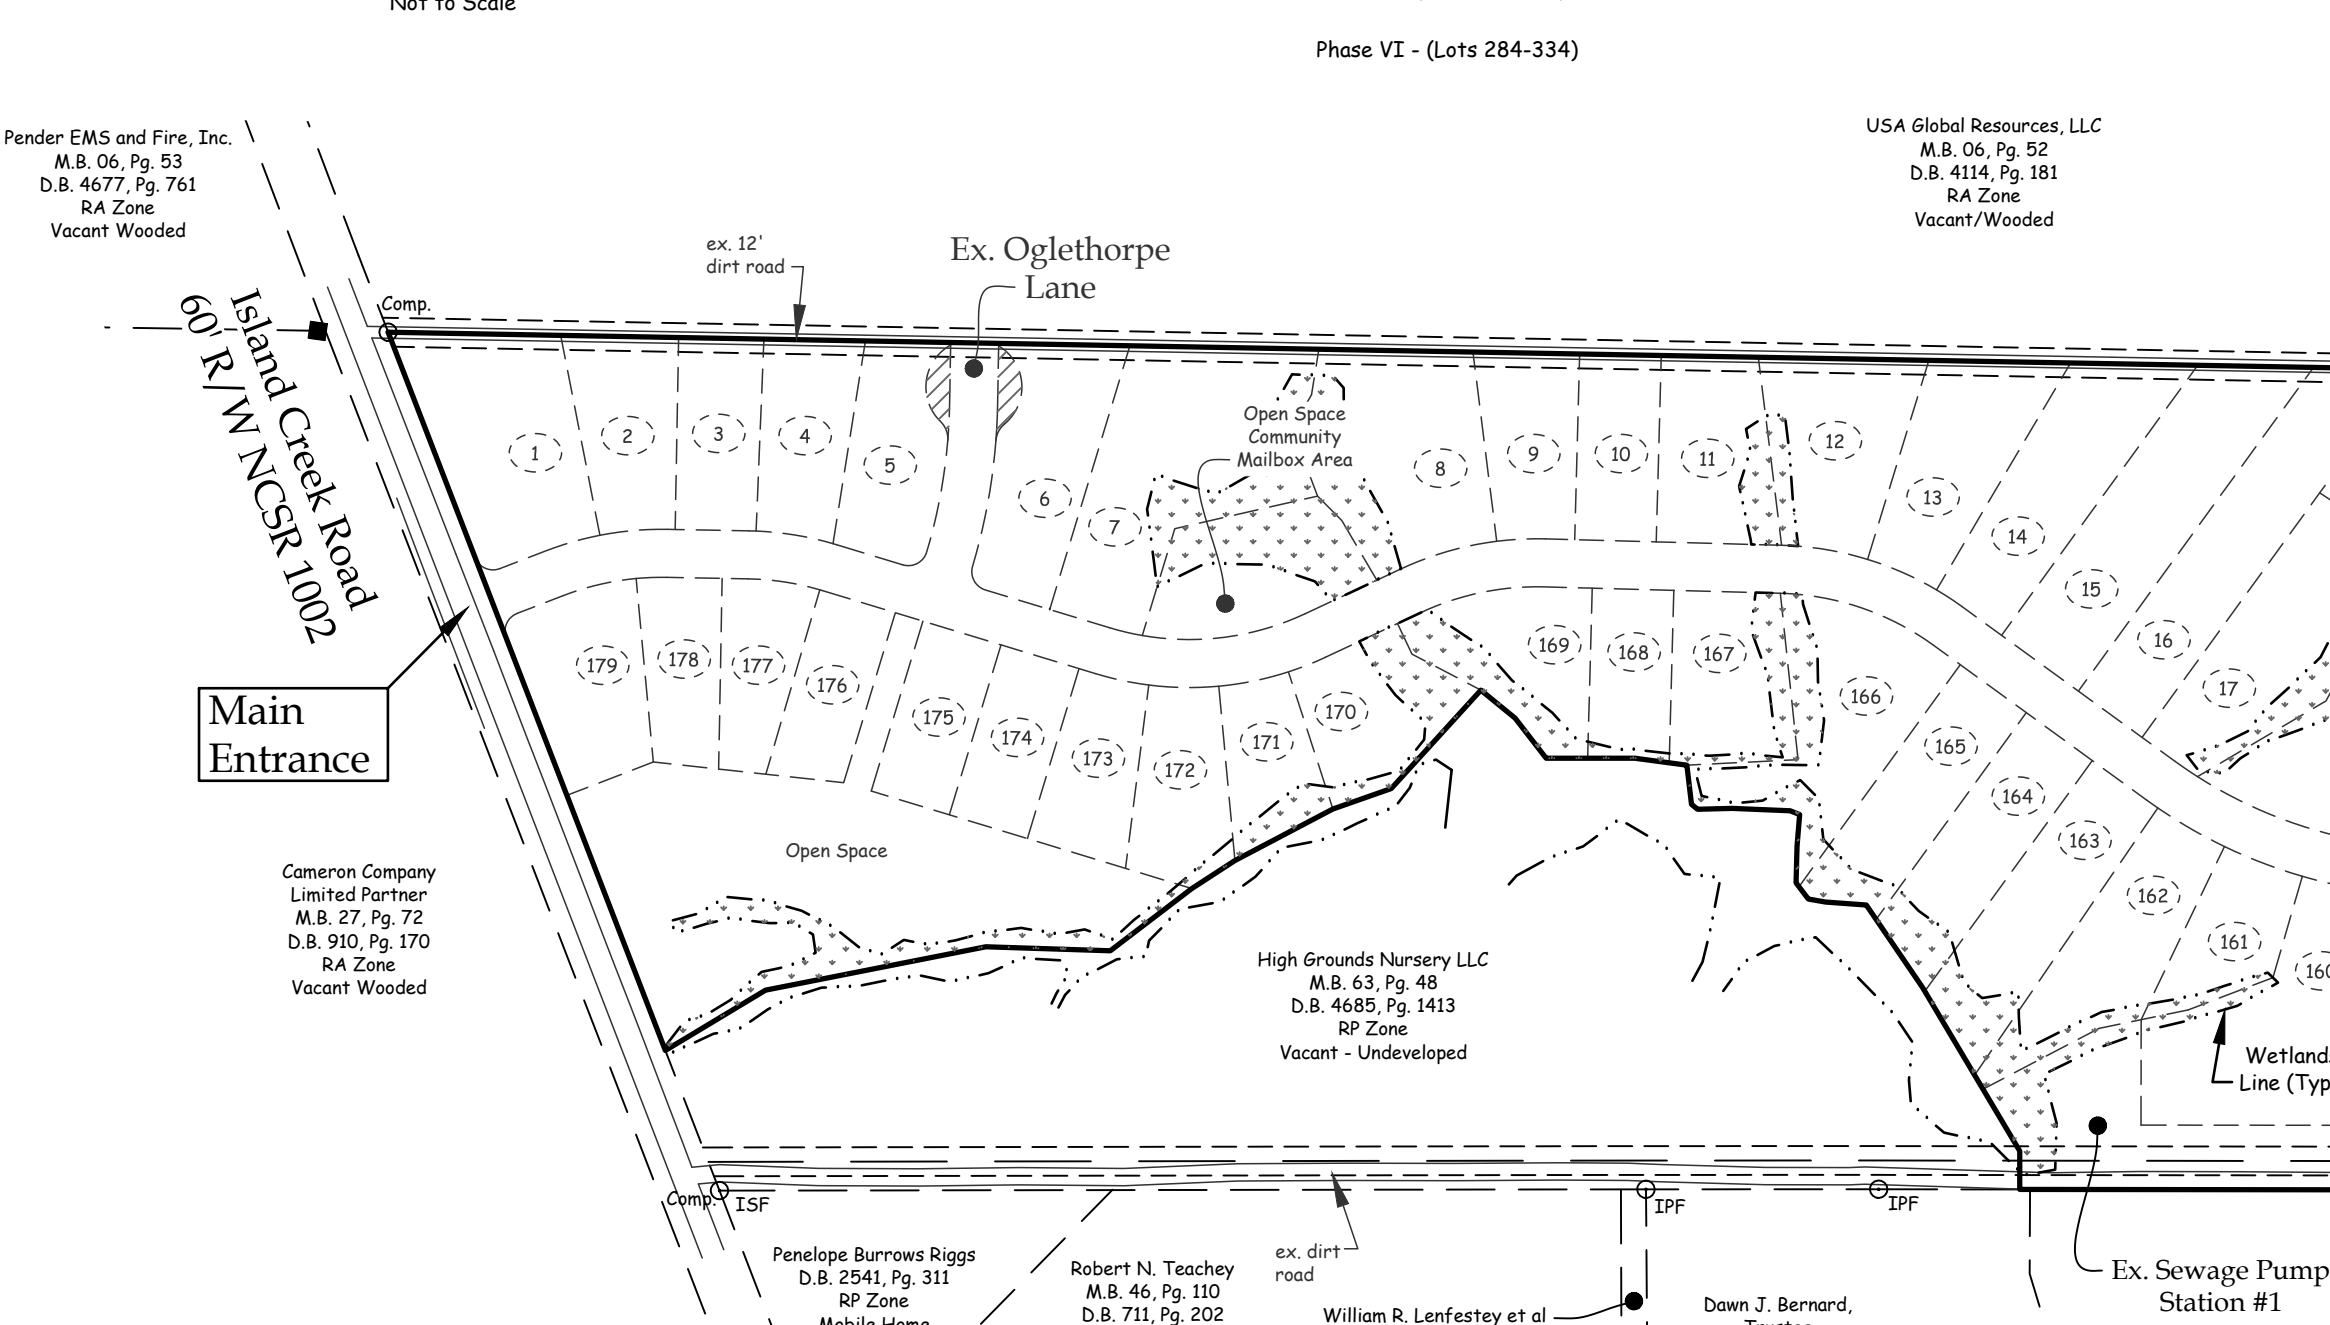 Not to Scale
Phase VI - (Lots 284-334)
Pender EMS and Fire, Inc.
M.B. 06, Pg. 53
D.B. 4677, Pg. 761
RA Zone
Vacant Wooded
USA Global Resources, LLC
M.B. 06, Pg. 52
D.B. 4114, Pg. 181
RA Zone
Vacant/Wooded
ex. 12'
dirt road
Ex. Oglethorpe
Lane
Comp.
Island Creek Road
60' R/W NCSR 1002
Open Space
Community
Mailbox Area
1
2
3
4
5
6
7
8
9
10
11
12
13
14
15
16
17
179
178
177
176
175
174
173
172
171
170
169
168
167
166
165
164
163
162
161
160
Main
Entrance
Open Space
Cameron Company
Limited Partner
M.B. 27, Pg. 72
D.B. 910, Pg. 170
RA Zone
Vacant Wooded
High Grounds Nursery LLC
M.B. 63, Pg. 48
D.B. 4685, Pg. 1413
RP Zone
Vacant - Undeveloped
Wetland
Line (Typ
Comp.
ISF
IPF
IPF
Penelope Burrows Riggs
D.B. 2541, Pg. 311
RP Zone
Mobile Home
Robert N. Teachey
M.B. 46, Pg. 110
D.B. 711, Pg. 202
ex. dirt
road
William R. Lenfestey et al
Dawn J. Bernard,
Trustee
Ex. Sewage Pump
Station #1